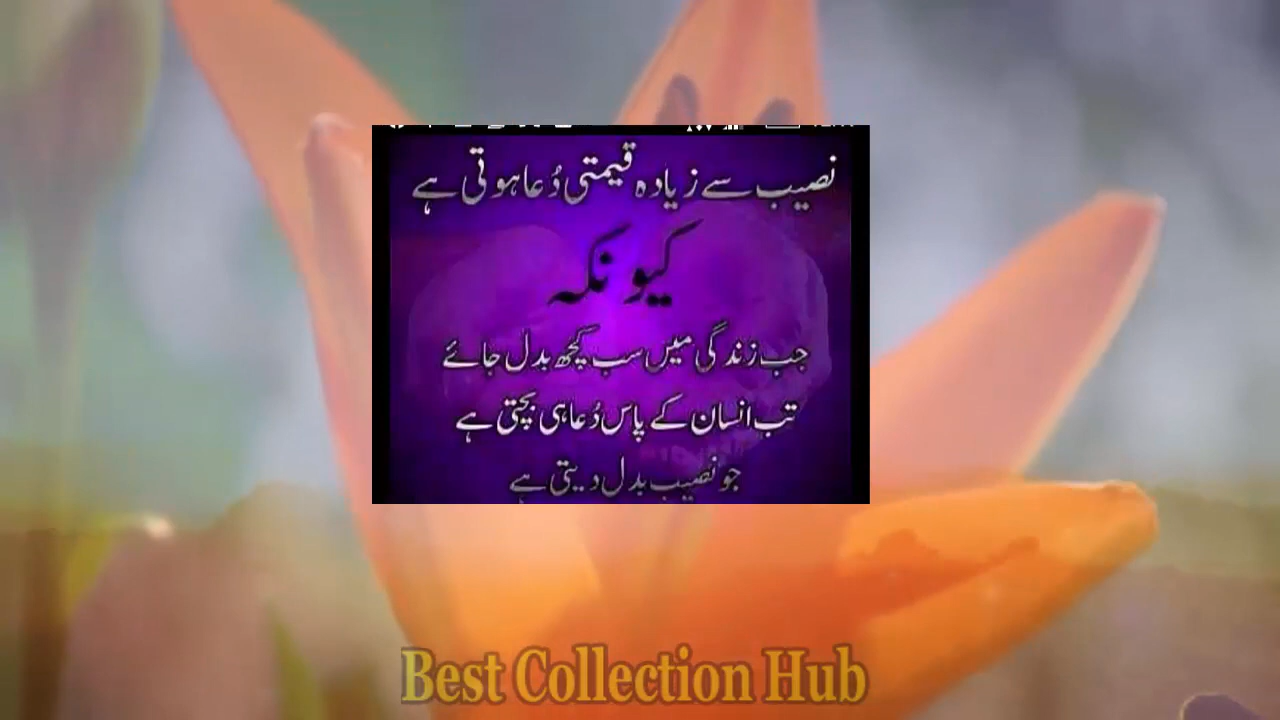 نصیب سے زیادہ قیمتی دُعا ہوتی ہے
کیونکہ
جب زندگی میں سب کچھ بدل جائے
تب انسان کے پاس دُعا ہی بچتی ہے
جو نصیب بدل دیتی ہے
Best Collection Hub